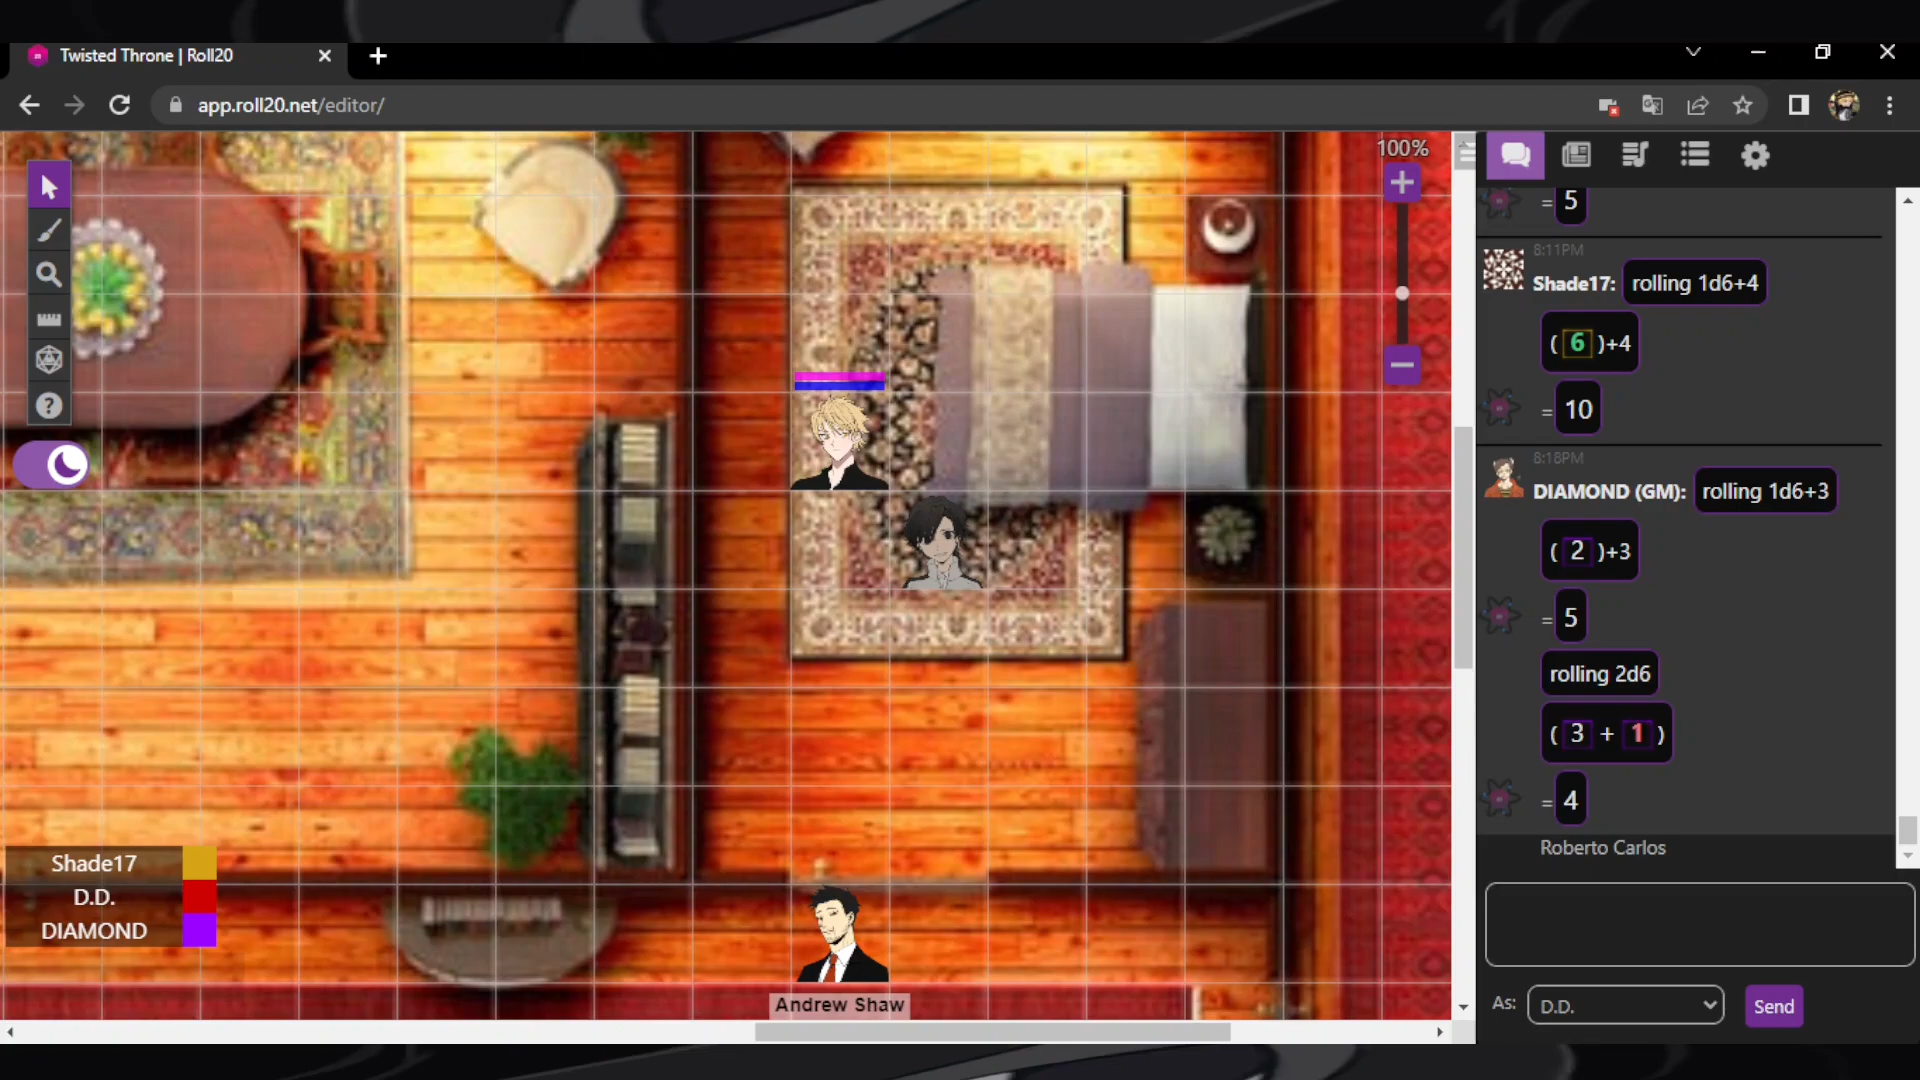 Twisted Throne | Roll20
app.roll20.net/editor/
100%
= 5
8:11PM
Shade17: rolling 1d6+4
( 6 )+4
= 10
8:18PM
DIAMOND (GM): rolling 1d6+3
( 2 )+3
= 5
rolling 2d6
( 3 + 1 )
= 4
Roberto Carlos
Shade17
D.D.
DIAMOND
Andrew Shaw
As: D.D. Send